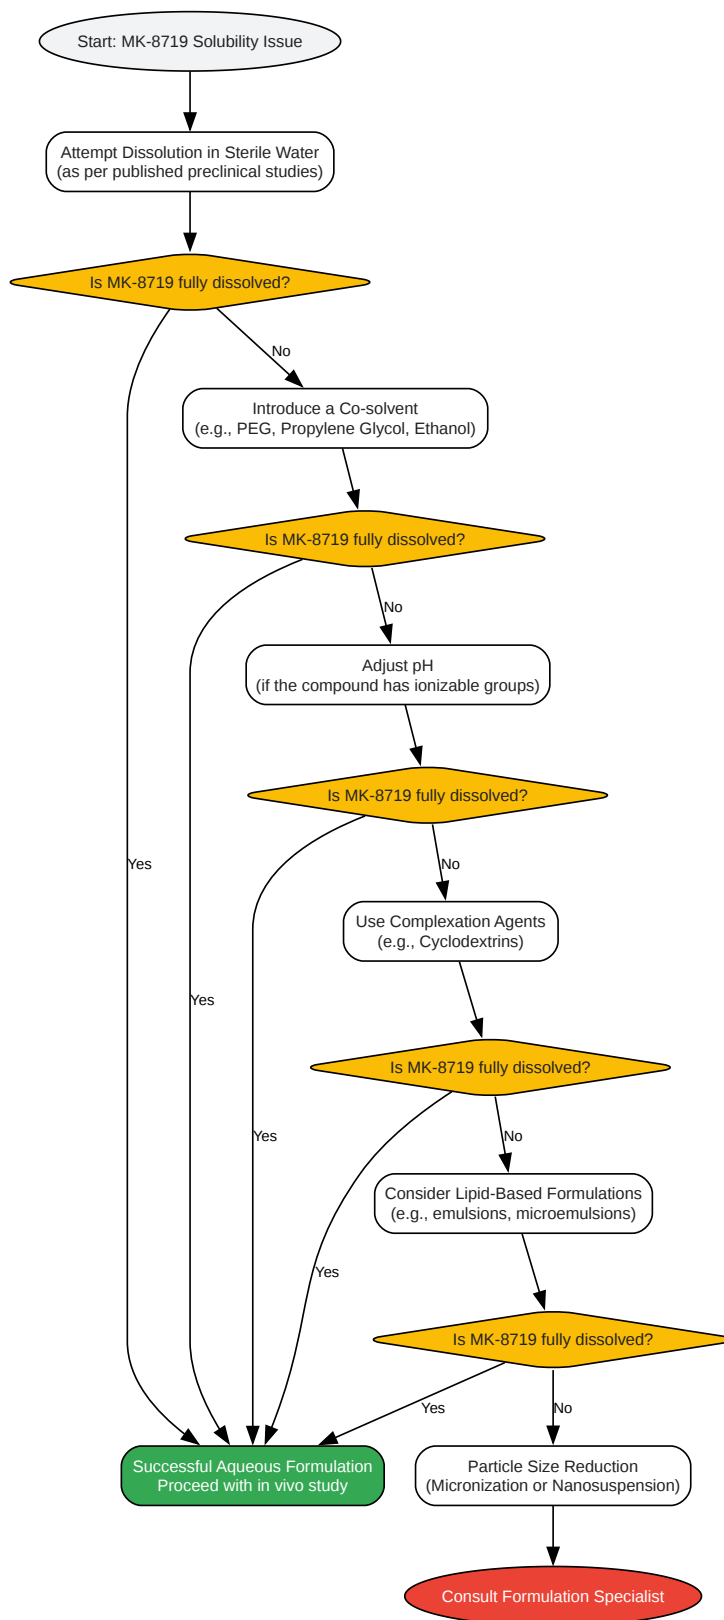 Start: MK-8719 Solubility Issue
Attempt Dissolution in Sterile Water
(as per published preclinical studies)
Is MK-8719 fully dissolved?
No
Introduce a Co-solvent
(e.g., PEG, Propylene Glycol, Ethanol)
Is MK-8719 fully dissolved?
No
Adjust pH
(if the compound has ionizable groups)
Is MK-8719 fully dissolved?
Yes
No
Use Complexation Agents
(e.g., Cyclodextrins)
Yes
Is MK-8719 fully dissolved?
Yes
No
Consider Lipid-Based Formulations
(e.g., emulsions, microemulsions)
Yes
Is MK-8719 fully dissolved?
Yes
No
Successful Aqueous Formulation
Proceed with in vivo study
Particle Size Reduction
(Micronization or Nanosuspension)
Consult Formulation Specialist